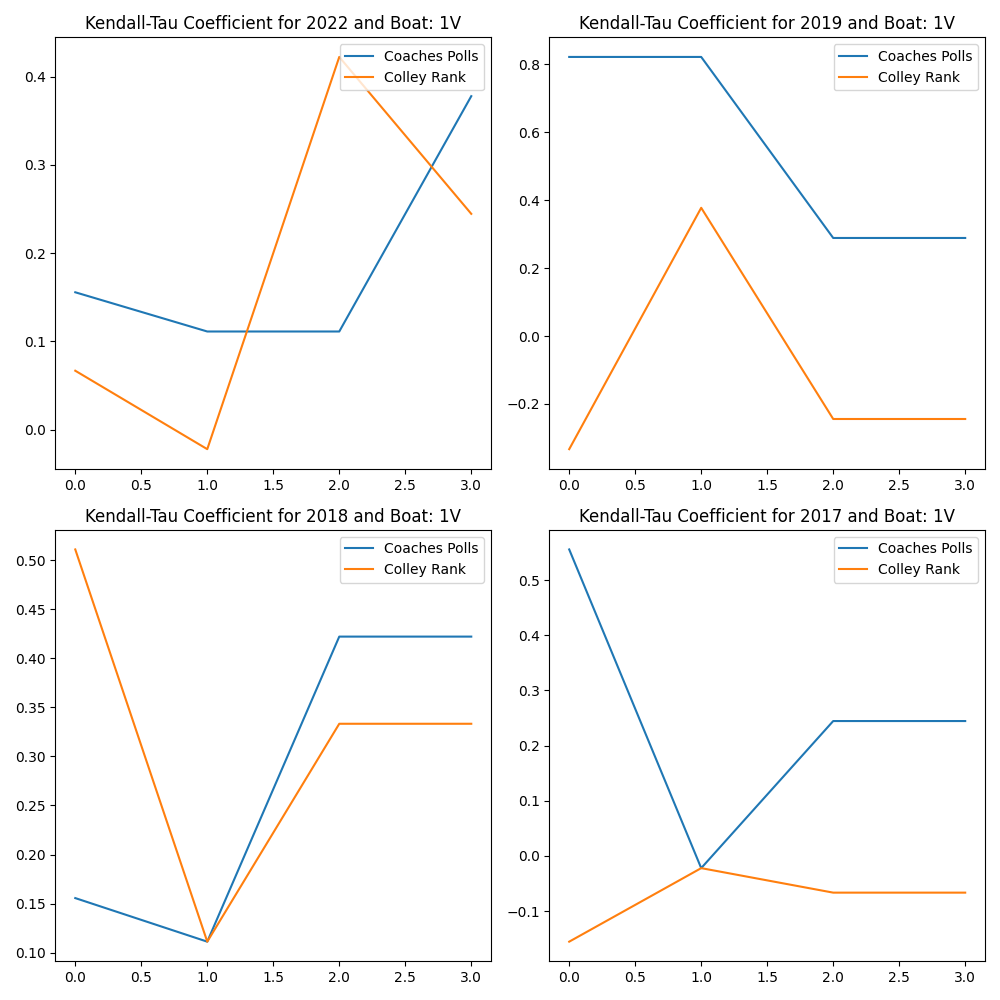 Kendall-Tau Coefficient for 2022 and Boat: 1V
Coaches Polls
Colley Rank
0.4
0.3
0.2
0.1
0.0
0.0 0.5 1.0 1.5 2.0 2.5 3.0
Kendall-Tau Coefficient for 2019 and Boat: 1V
Coaches Polls
Colley Rank
0.8
0.6
0.4
0.2
0.0
−0.2
0.0 0.5 1.0 1.5 2.0 2.5 3.0
Kendall-Tau Coefficient for 2018 and Boat: 1V
Coaches Polls
Colley Rank
0.50
0.45
0.40
0.35
0.30
0.25
0.20
0.15
0.10
0.0 0.5 1.0 1.5 2.0 2.5 3.0
Kendall-Tau Coefficient for 2017 and Boat: 1V
Coaches Polls
Colley Rank
0.5
0.4
0.3
0.2
0.1
0.0
−0.1
0.0 0.5 1.0 1.5 2.0 2.5 3.0